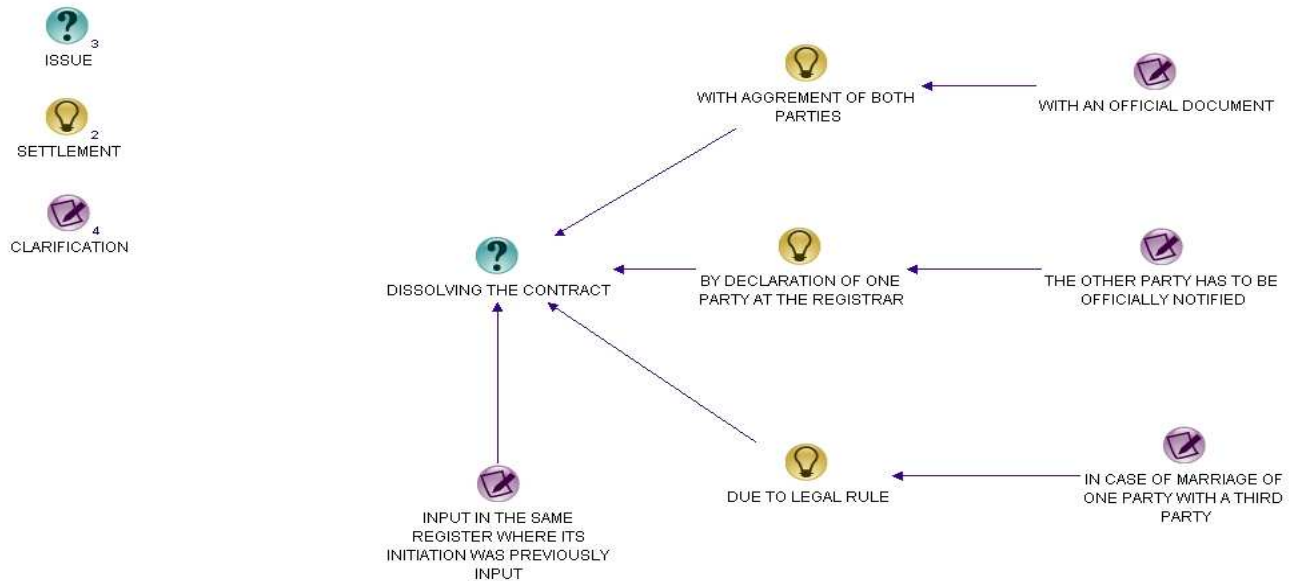 ?
3
ISSUE
2
SETTLEMENT
4
CLARIFICATION
WITH AGGREMENT OF BOTH
PARTIES
WITH AN OFFICIAL DOCUMENT
?
DISSOLVING THE CONTRACT
BY DECLARATION OF ONE
PARTY AT THE REGISTRAR
THE OTHER PARTY HAS TO BE
OFFICIALLY NOTIFIED
DUE TO LEGAL RULE
IN CASE OF MARRIAGE OF
ONE PARTY WITH A THIRD
PARTY
INPUT IN THE SAME
REGISTER WHERE ITS
INITIATION WAS PREVIOUSLY
INPUT